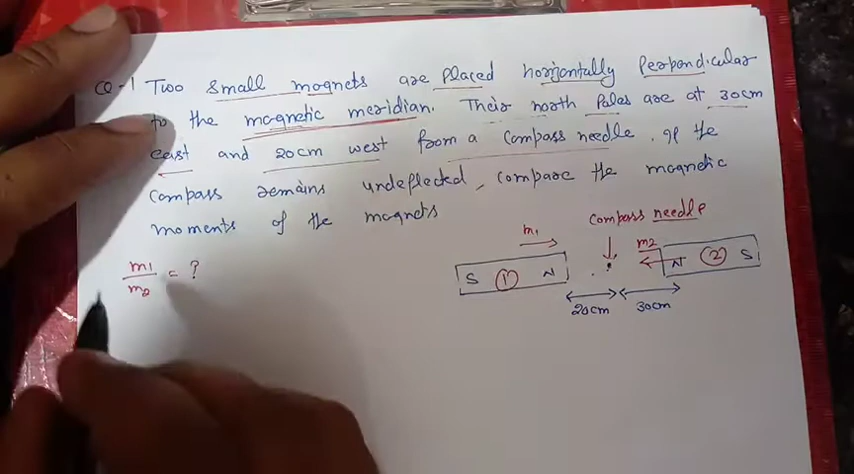 Q-1 Two small magnets are placed horizontally Perpendicular
to the magnetic meridian. Their north Poles are at 30cm
east and 20cm west from a compass needle. If the
compass remains undeflected, compare the magnetic
moments of the magnets
compass needle
m1
m2
S 1 N
N 2 S
20cm 30cm
m1/m2 = ?